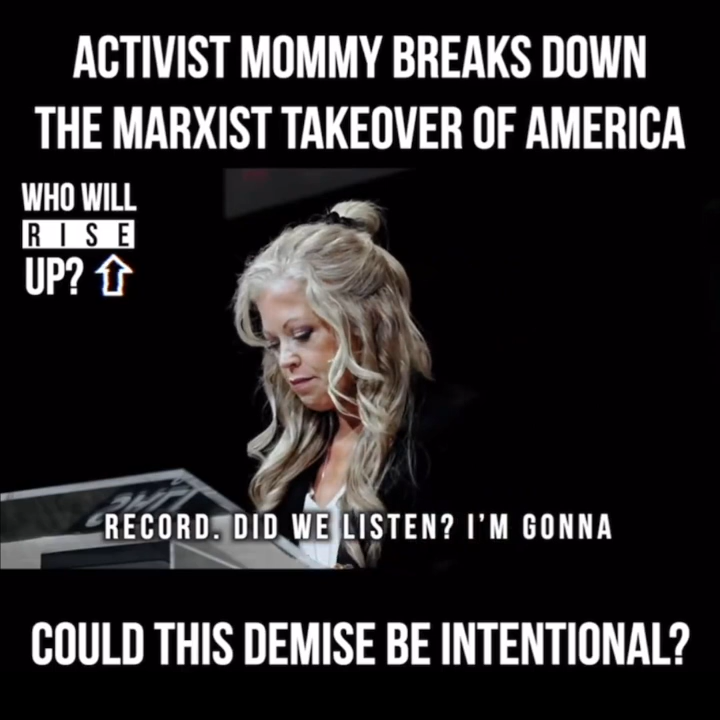 ACTIVIST MOMMY BREAKS DOWN
THE MARXIST TAKEOVER OF AMERICA
WHO WILL
RISE
UP?
RECORD. DID WE LISTEN? I'M GONNA
COULD THIS DEMISE BE INTENTIONAL?